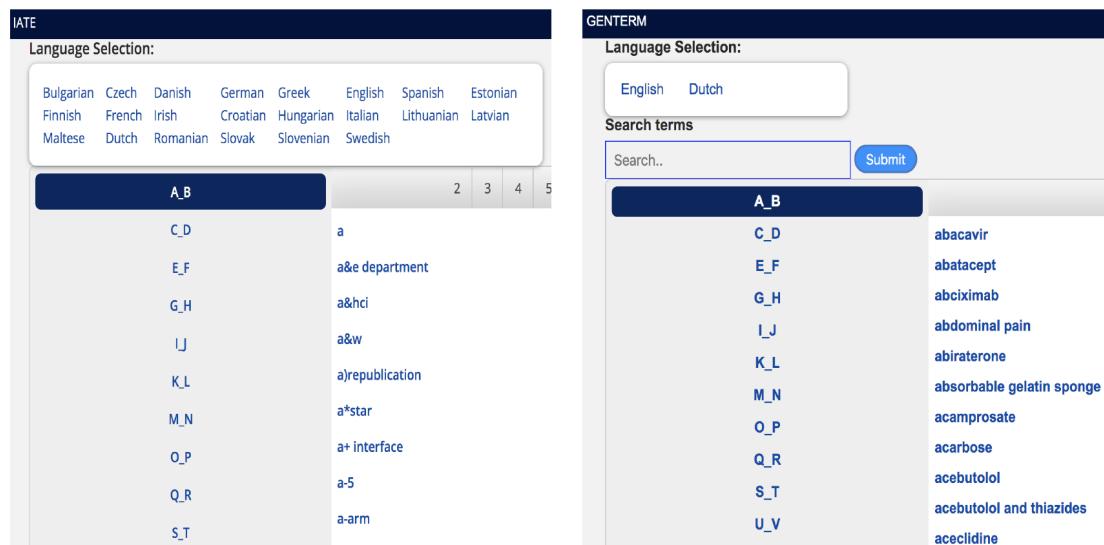 IATE
Language Selection:
Bulgarian Czech Danish German Greek English Spanish Estonian
Finnish French Irish Croatian Hungarian Italian Lithuanian Latvian
Maltese Dutch Romanian Slovak Slovenian Swedish
A_B 2 3 4 5
C_D a
E_F a&e department
G_H a&hci
I_J a&w
K_L a)republication
M_N a*star
O_P a+ interface
Q_R a-5
S_T a-arm
GENTERM
Language Selection:
English Dutch
Search terms
Search.. Submit
A_B
C_D abacavir
E_F abatacept
G_H abciximab
I_J abdominal pain
K_L abiraterone
M_N absorbable gelatin sponge
O_P acamprosate
Q_R acarbose
S_T acebutolol
U_V acebutolol and thiazides
aceclidine